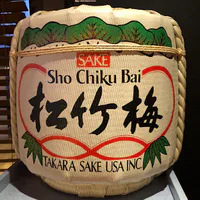 SAKE
Sho Chiku Bai
松竹梅
TAKARA SAKE USA INC